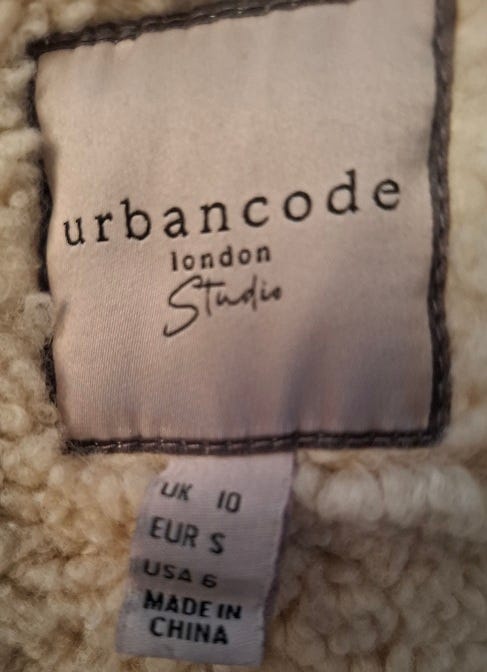 urbancode
london
Studio
UK 10
EUR S
USA 6
MADE IN
CHINA